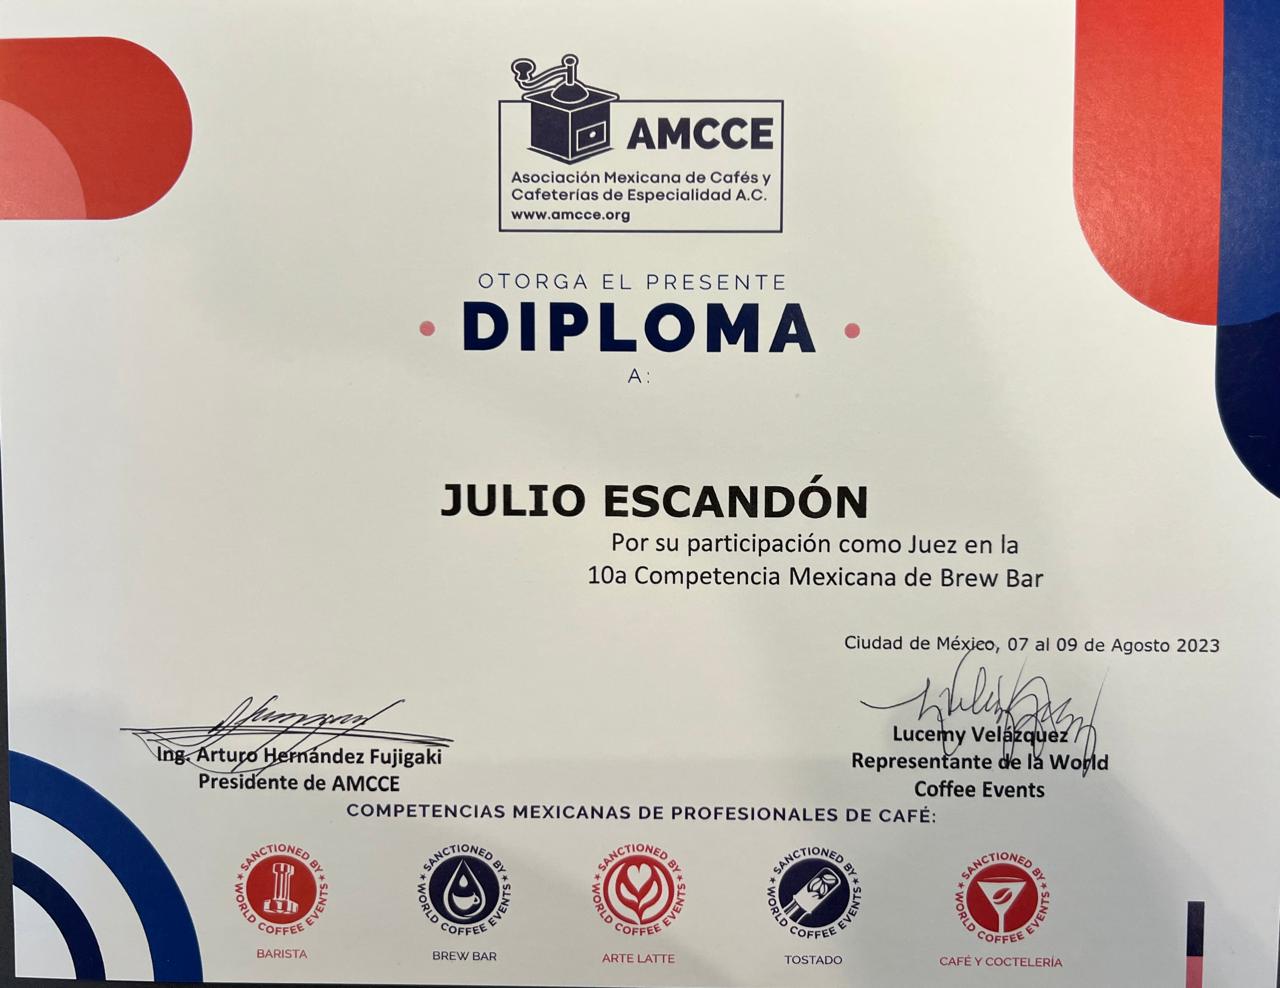 AMCCE
Asociación Mexicana de Cafés y
Cafeterías de Especialidad A.C.
www.amcce.org
OTORGA EL PRESENTE
• DIPLOMA •
A:
JULIO ESCANDÓN
Por su participación como Juez en la
10a Competencia Mexicana de Brew Bar
Ciudad de México, 07 al 09 de Agosto 2023
Ing. Arturo Hernández Fujigaki
Presidente de AMCCE
Lucemy Velázquez
Representante de la World
Coffee Events
COMPETENCIAS MEXICANAS DE PROFESIONALES DE CAFÉ:
SANCTIONED BY
WORLD COFFEE EVENTS
BARISTA
SANCTIONED BY
WORLD COFFEE EVENTS
BREW BAR
SANCTIONED BY
WORLD COFFEE EVENTS
ARTE LATTE
SANCTIONED BY
WORLD COFFEE EVENTS
TOSTADO
SANCTIONED BY
WORLD COFFEE EVENTS
CAFÉ Y COCTELERÍA